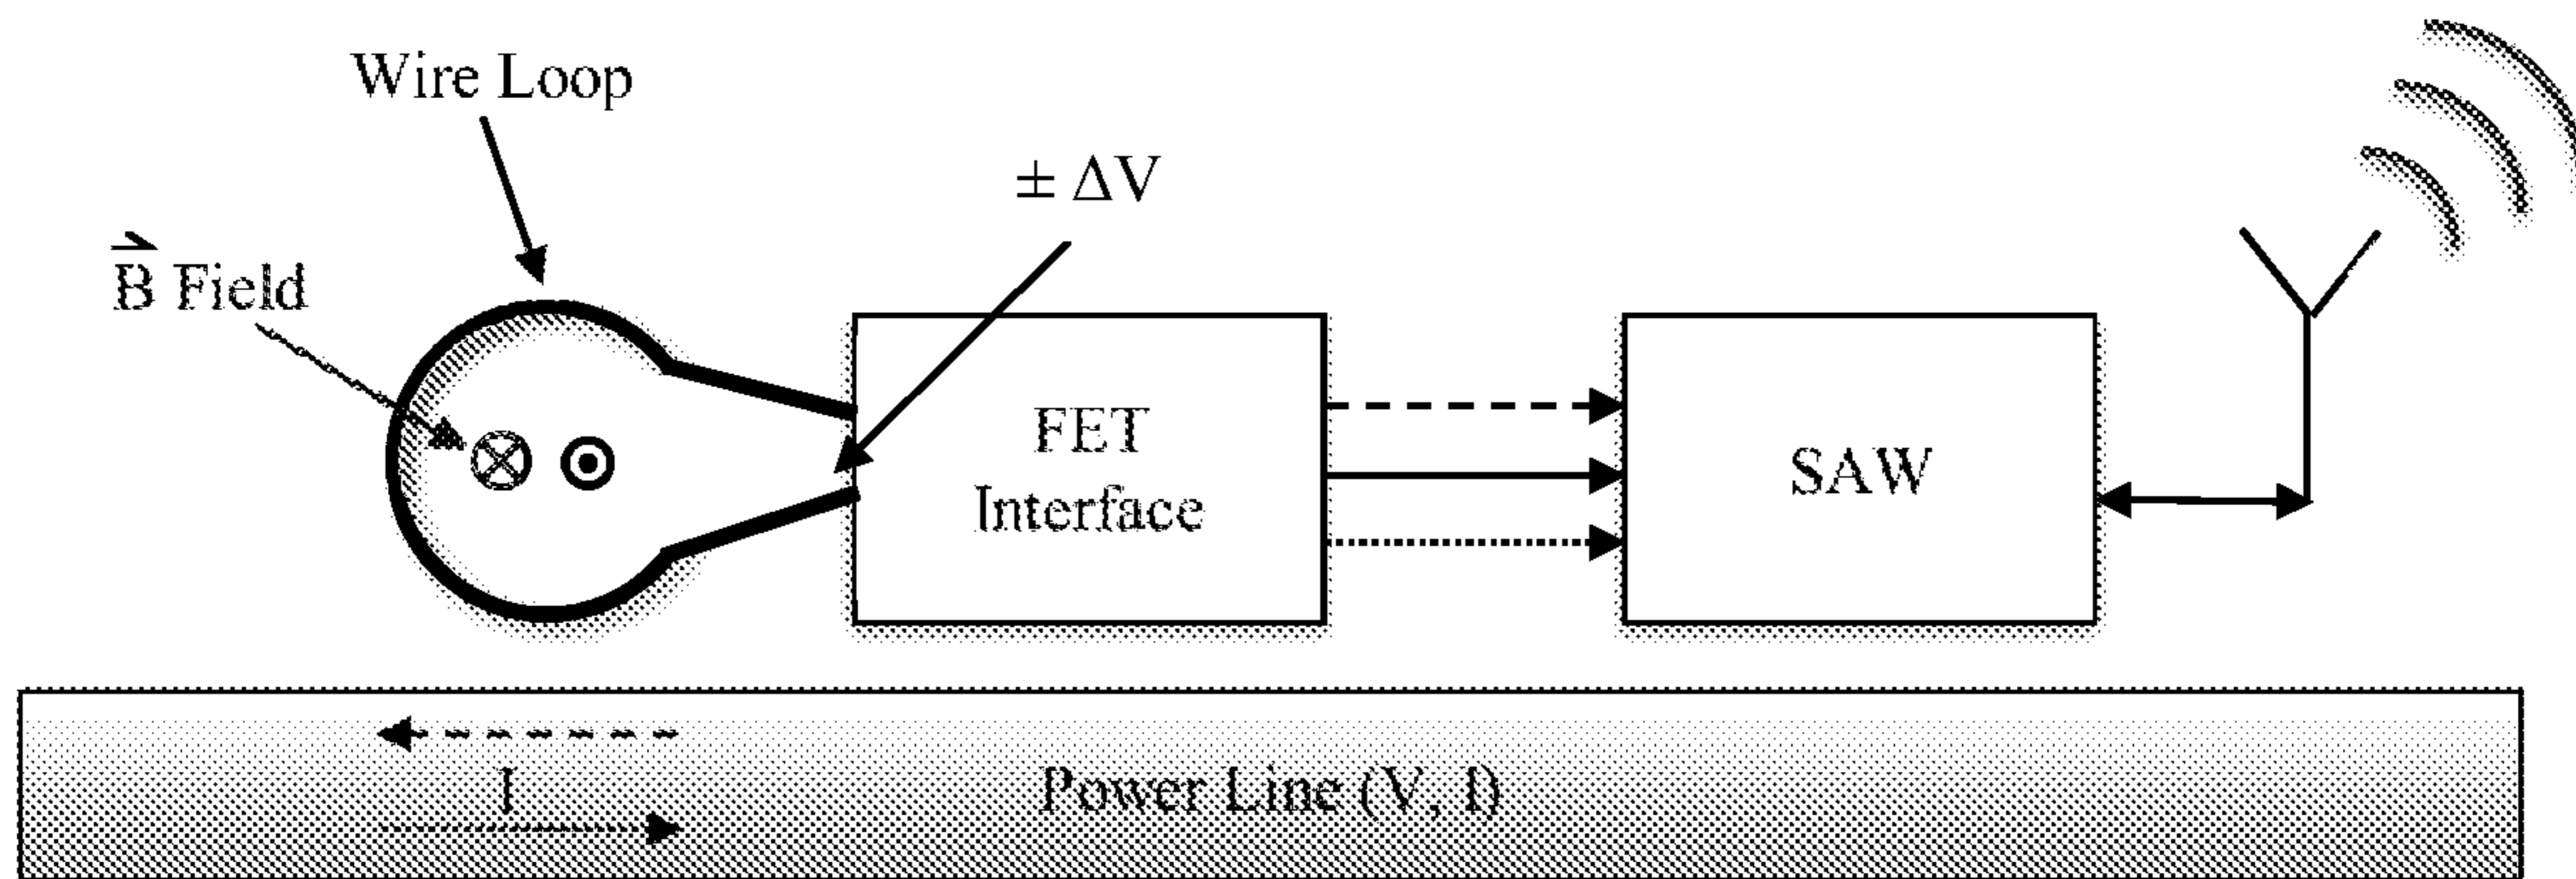 Wire Loop
± ΔV
B⃗ Field
FET
Interface
SAW
I
Power Line (V, I)